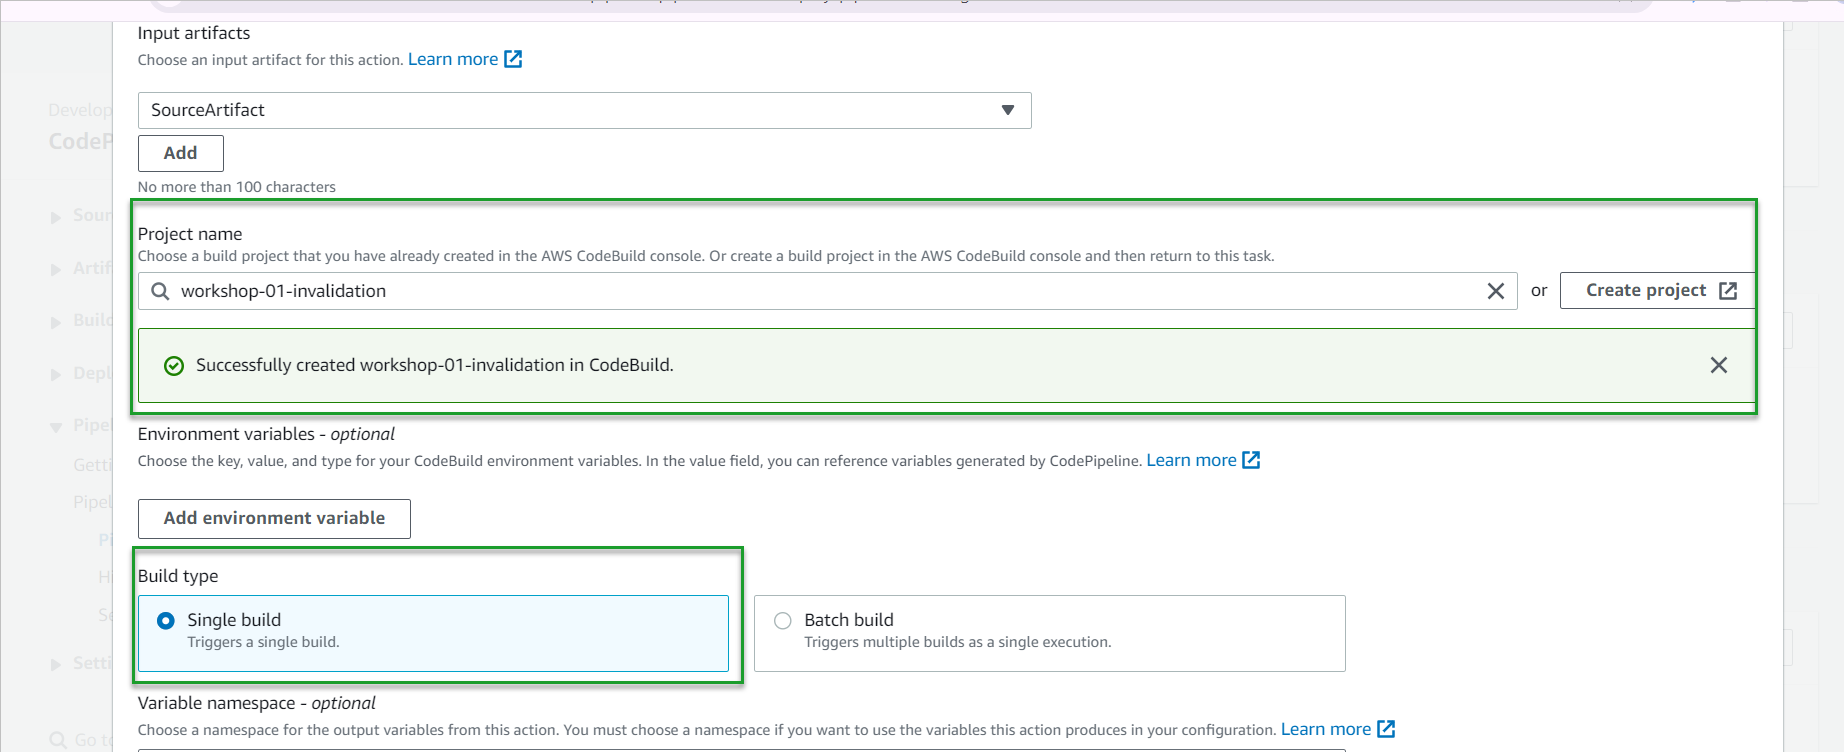 Input artifacts
Choose an input artifact for this action. Learn more
SourceArtifact
Add
No more than 100 characters
Project name
Choose a build project that you have already created in the AWS CodeBuild console. Or create a build project in the AWS CodeBuild console and then return to this task.
workshop-01-invalidation
or
Create project
Successfully created workshop-01-invalidation in CodeBuild.
Environment variables - optional
Choose the key, value, and type for your CodeBuild environment variables. In the value field, you can reference variables generated by CodePipeline. Learn more
Add environment variable
Build type
Single build
Triggers a single build.
Batch build
Triggers multiple builds as a single execution.
Variable namespace - optional
Choose a namespace for the output variables from this action. You must choose a namespace if you want to use the variables this action produces in your configuration. Learn more
Develop
CodeP
Sour
Artif
Build
Depl
Pipel
Getti
Pipel
Pi
Hi
Se
Setti
Go to